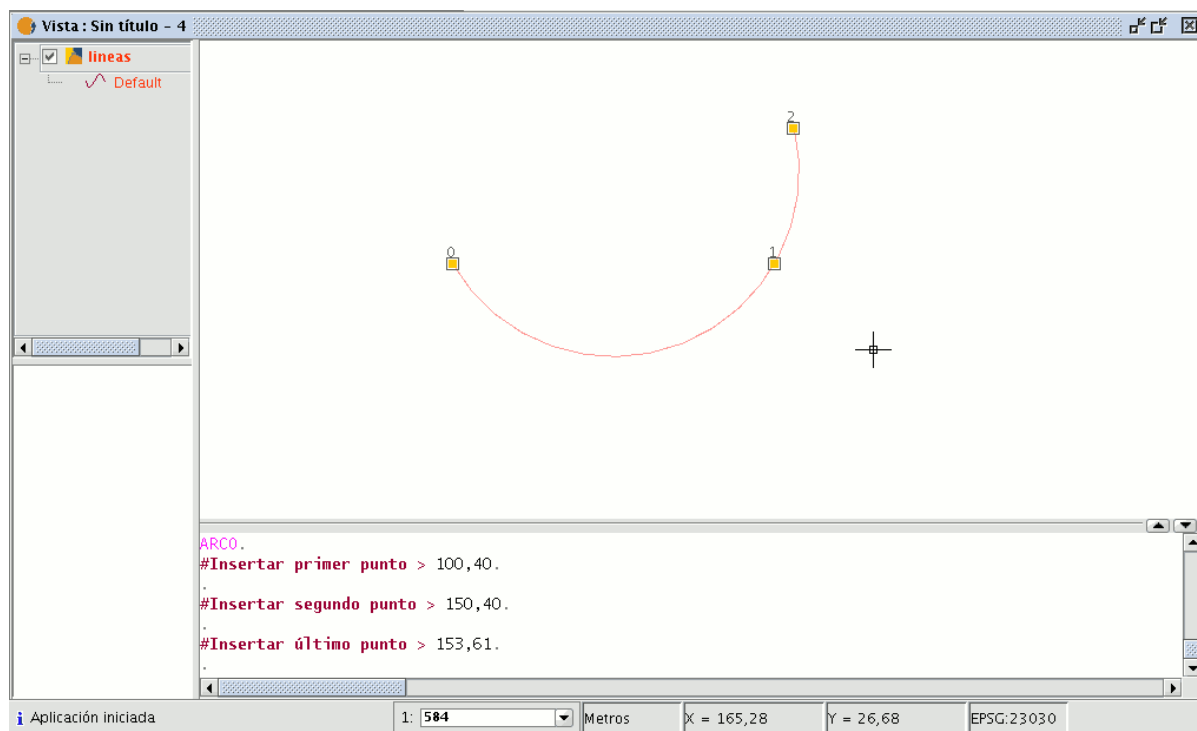 Vista : Sin título - 4
lineas
Default
2
0
1
ARCO.
#Insertar primer punto > 100,40.
.
#Insertar segundo punto > 150,40.
.
#Insertar último punto > 153,61.
.
i Aplicación iniciada
1: 584
Metros
X = 165,28
Y = 26,68
EPSG:23030